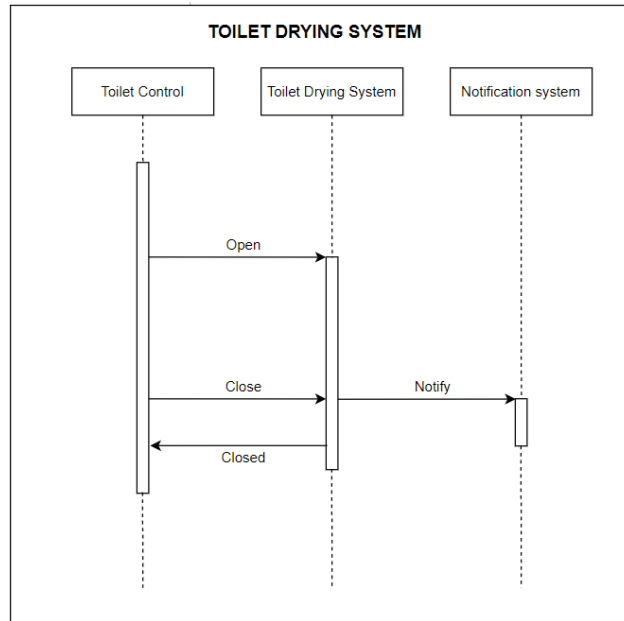 TOILET DRYING SYSTEM
Toilet Control
Toilet Drying System
Notification system
Open
Close
Notify
Closed